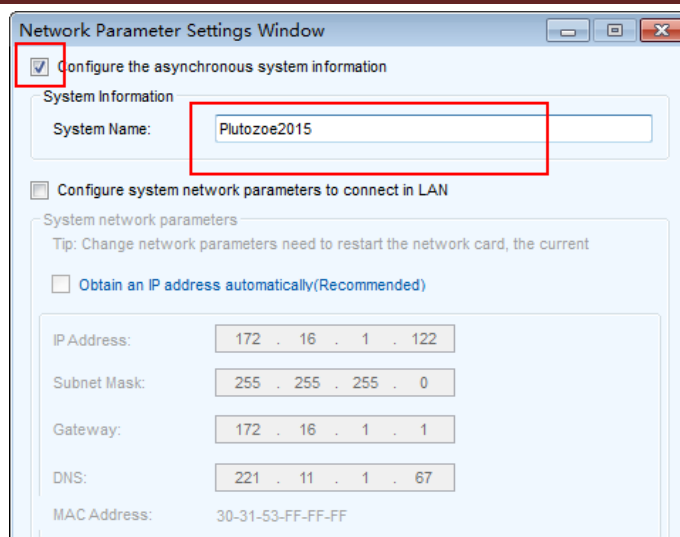 Network Parameter Settings Window
Configure the asynchronous system information
System Information
System Name: Plutozoe2015
Configure system network parameters to connect in LAN
System network parameters
Tip: Change network parameters need to restart the network card, the current
Obtain an IP address automatically(Recommended)
IP Address: 172 . 16 . 1 . 122
Subnet Mask: 255 . 255 . 255 . 0
Gateway: 172 . 16 . 1 . 1
DNS: 221 . 11 . 1 . 67
MAC Address: 30-31-53-FF-FF-FF